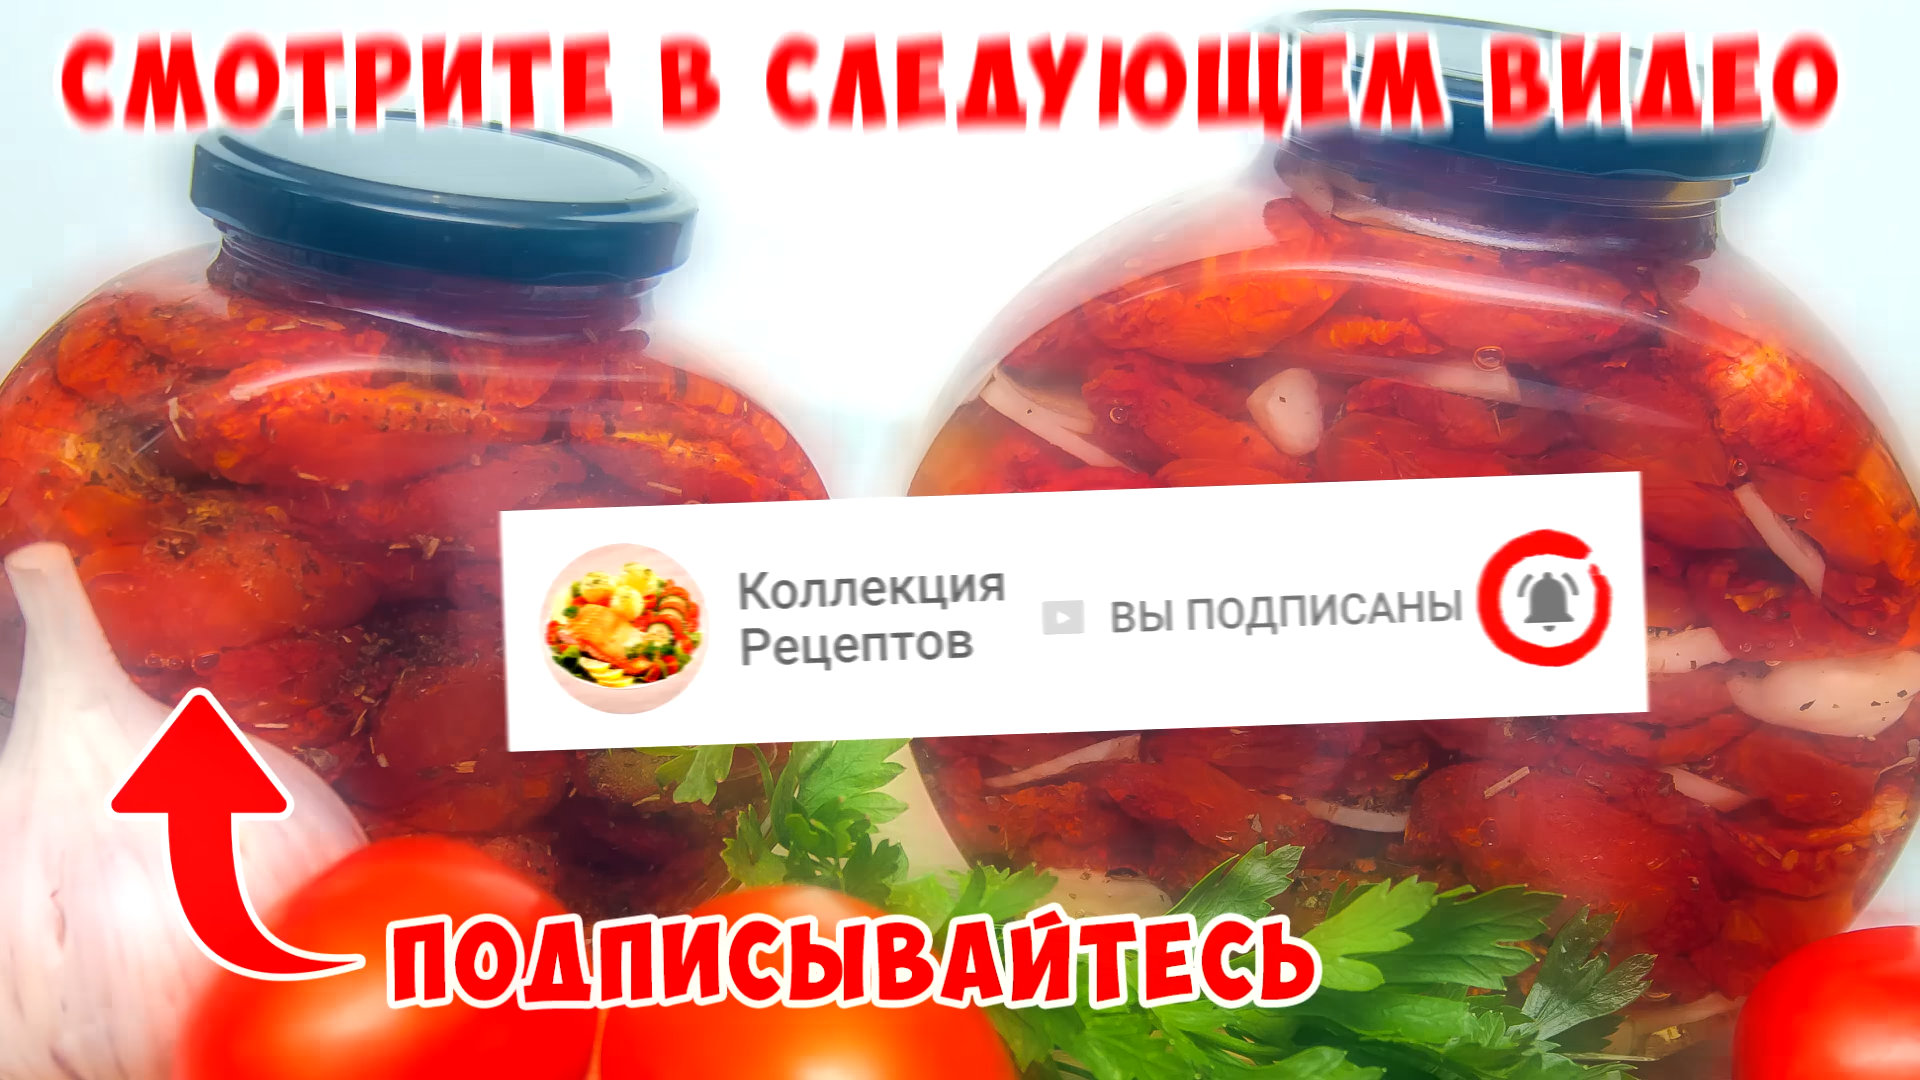 СМОТРИТЕ В СЛЕДУЮЩЕМ ВИДЕО
Коллекция
Рецептов
ВЫ ПОДПИСАНЫ
ПОДПИСЫВАЙТЕСЬ